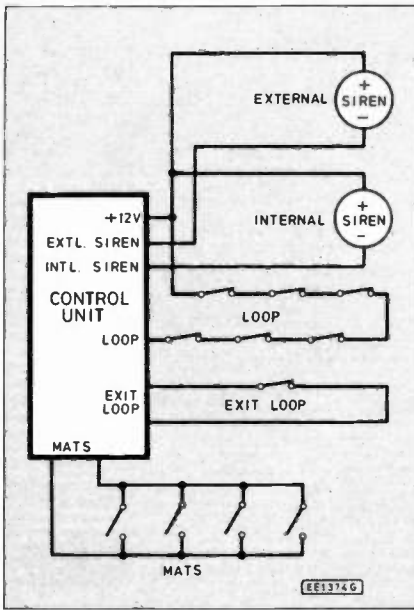 EXTERNAL
+
SIREN
−
+12V
EXTL. SIREN
INTERNAL
+
SIREN
−
INTL. SIREN
CONTROL
UNIT
LOOP
LOOP
EXIT
LOOP
EXIT LOOP
MATS
MATS
EE1374G